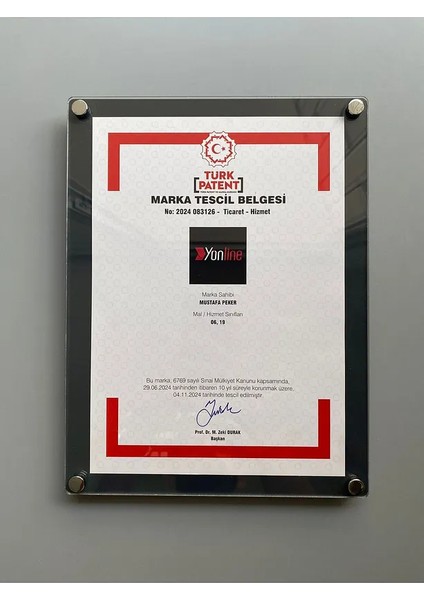 TÜRK
PATENT
MARKA TESCİL BELGESİ
No: 2024 083126 - Ticaret - Hizmet
Yonline
Marka Sahibi
MUSTAFA PEKER
Mal / Hizmet Sınıfları
06, 19
Bu marka, 6769 sayılı Sınai Mülkiyet Kanunu kapsamında,
29.06.2024 tarihinden itibaren 10 yıl süreyle korunmak üzere,
04.11.2024 tarihinde tescil edilmiştir.
Prof. Dr. M. Zeki DURAK
Başkan